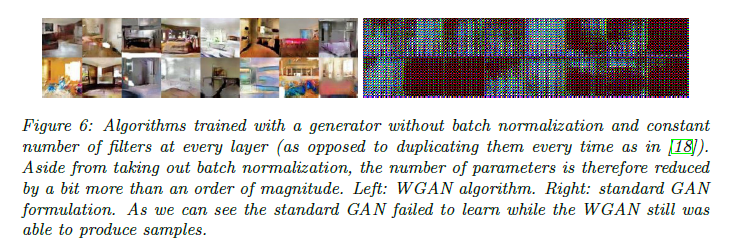 Figure 6: Algorithms trained with a generator without batch normalization and constant
number of filters at every layer (as opposed to duplicating them every time as in [18]).
Aside from taking out batch normalization, the number of parameters is therefore reduced
by a bit more than an order of magnitude. Left: WGAN algorithm. Right: standard GAN
formulation. As we can see the standard GAN failed to learn while the WGAN still was
able to produce samples.